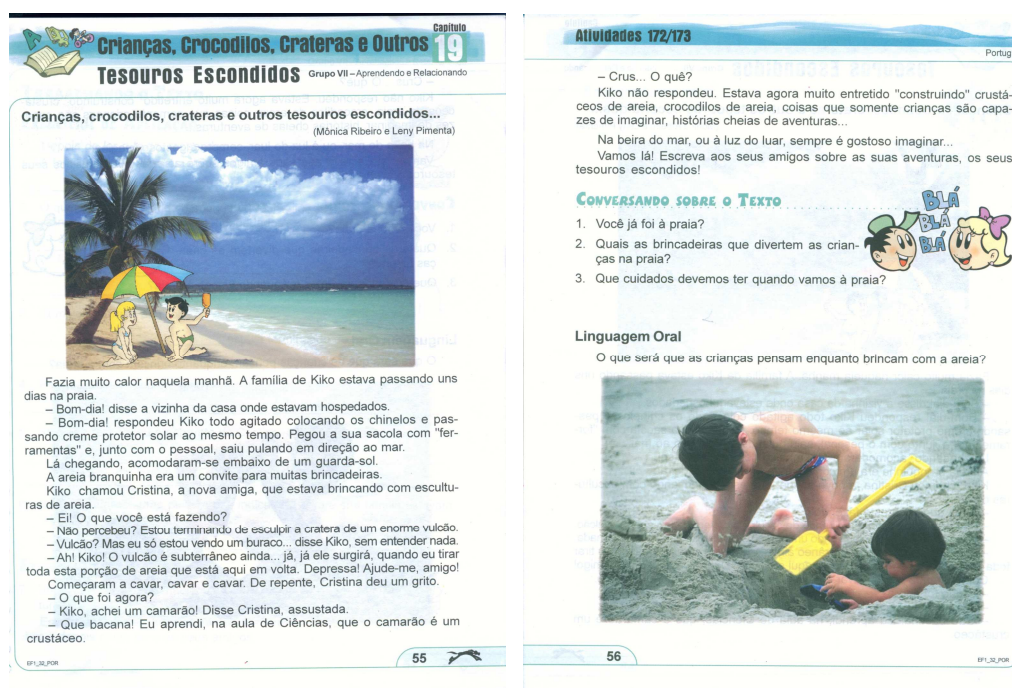 Capítulo
19
Crianças, Crocodilos, Crateras e Outros
Tesouros Escondidos
Grupo VII – Aprendendo e Relacionando
Crianças, crocodilos, crateras e outros tesouros escondidos...
(Mônica Ribeiro e Leny Pimenta)
Fazia muito calor naquela manhã. A família de Kiko estava passando uns
dias na praia.
– Bom-dia! disse a vizinha da casa onde estavam hospedados.
– Bom-dia! respondeu Kiko todo agitado colocando os chinelos e pas-
sando creme protetor solar ao mesmo tempo. Pegou a sua sacola com "fer-
ramentas" e, junto com o pessoal, saiu pulando em direção ao mar.
Lá chegando, acomodaram-se embaixo de um guarda-sol.
A areia branquinha era um convite para muitas brincadeiras.
Kiko chamou Cristina, a nova amiga, que estava brincando com escultu-
ras de areia.
– Ei! O que você está fazendo?
– Não percebeu? Estou terminando de esculpir a cratera de um enorme vulcão.
– Vulcão? Mas eu só estou vendo um buraco... disse Kiko, sem entender nada.
– Ah! Kiko! O vulcão é subterrâneo ainda... já, já ele surgirá, quando eu tirar
toda esta porção de areia que está aqui em volta. Depressa! Ajude-me, amigo!
Começaram a cavar, cavar e cavar. De repente, Cristina deu um grito.
– O que foi agora?
– Kiko, achei um camarão! Disse Cristina, assustada.
– Que bacana! Eu aprendi, na aula de Ciências, que o camarão é um
crustáceo.
EF1_32_POR
55
Atividades 172/173
Portug
– Crus... O quê?
Kiko não respondeu. Estava agora muito entretido "construindo" crustá-
ceos de areia, crocodilos de areia, coisas que somente crianças são capa-
zes de imaginar, histórias cheias de aventuras...
Na beira do mar, ou à luz do luar, sempre é gostoso imaginar...
Vamos lá! Escreva aos seus amigos sobre as suas aventuras, os seus
tesouros escondidos!
Conversando sobre o Texto
BLÁ
BLÁ
BLÁ
1. Você já foi à praia?
2. Quais as brincadeiras que divertem as crian-
ças na praia?
3. Que cuidados devemos ter quando vamos à praia?
Linguagem Oral
O que será que as crianças pensam enquanto brincam com a areia?
56
EF1_32_POR